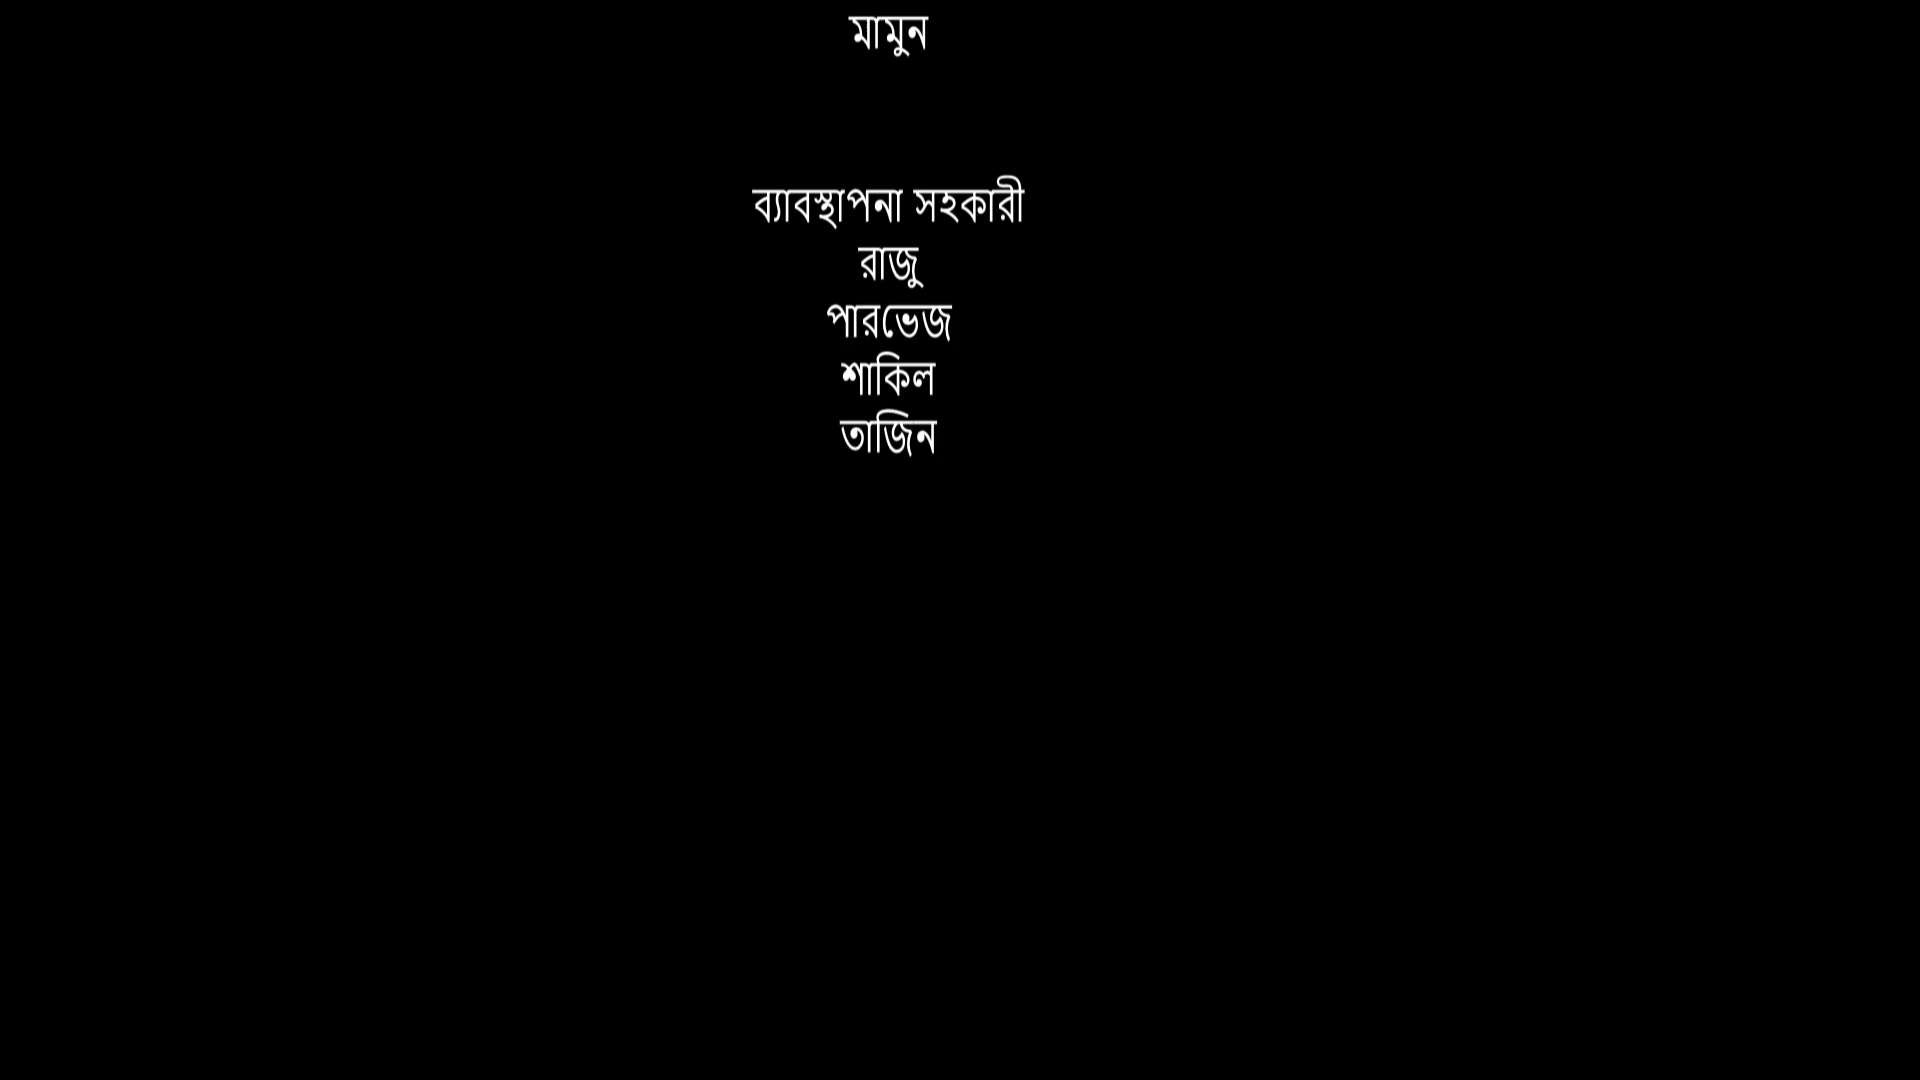 মামুন
ব্যাবস্থাপনা সহকারী
রাজু
পারভেজ
শাকিল
তাজিন